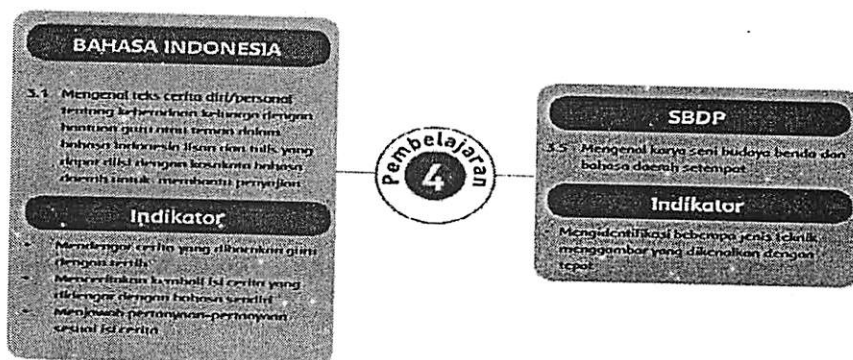 BAHASA INDONESIA
3.1 Mengenal teks cerita diri/personal
tentang keberadaan keluarga dengan
bantuan guru atau teman dalam
bahasa Indonesia lisan dan tulis yang
dapat diisi dengan kosakata bahasa
daerah untuk membantu penyajian
Indikator
• Mendengar cerita yang dibacakan guru
dengan tertib
• Menceritakan kembali isi cerita yang
didengar dengan bahasa sendiri
• Menjawab pertanyaan-pertanyaan
sesuai isi cerita
Pembelajaran
4
SBDP
3.5 Mengenal karya seni budaya benda dan
bahasa daerah setempat
Indikator
Mengidentifikasi beberapa jenis teknik
menggambar yang dikenalkan dengan
tepat